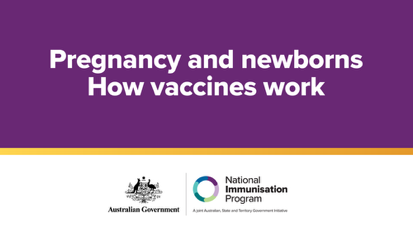 Pregnancy and newborns
How vaccines work
Australian Government
National
Immunisation
Program
A joint Australian, State and Territory Government Initiative